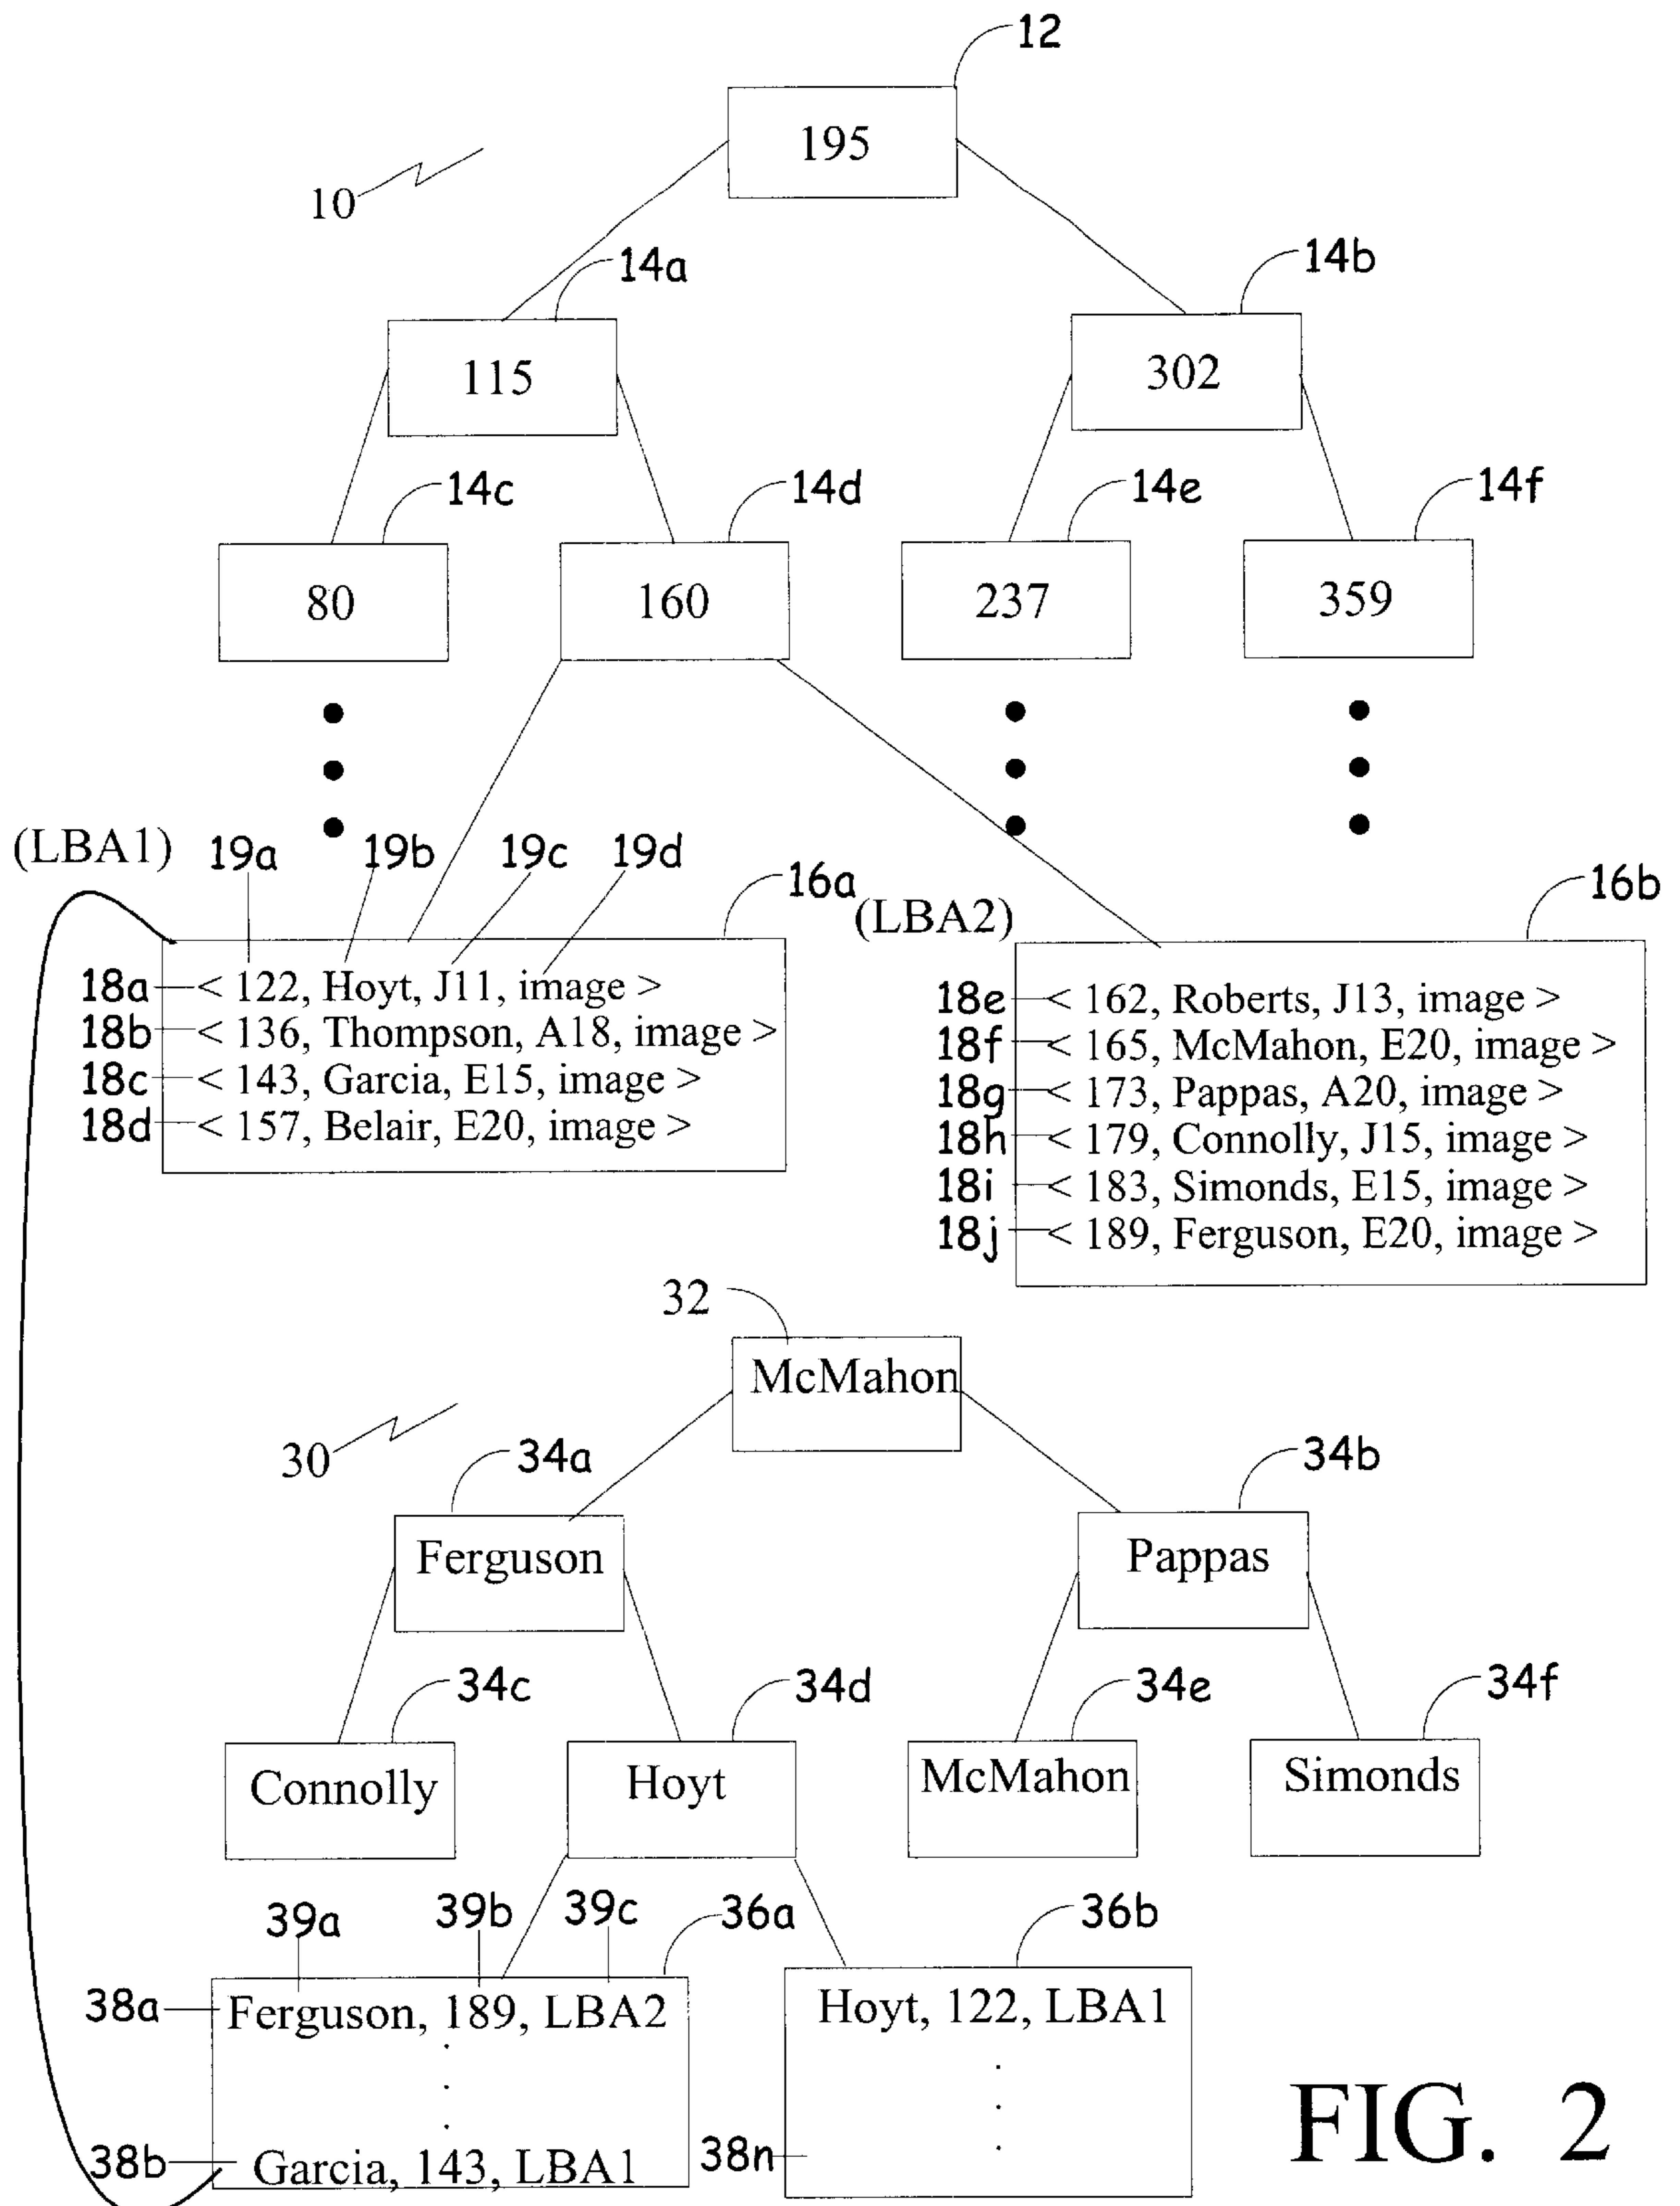 12
195
10
14a
14b
115
302
14c
14d
14e
14f
80
160
237
359
(LBA1)
19a
19b
19c
19d
16a
(LBA2)
16b
18a < 122, Hoyt, J11, image >
18b < 136, Thompson, A18, image >
18c < 143, Garcia, E15, image >
18d < 157, Belair, E20, image >
18e < 162, Roberts, J13, image >
18f < 165, McMahon, E20, image >
18g < 173, Pappas, A20, image >
18h < 179, Connolly, J15, image >
18i < 183, Simonds, E15, image >
18j < 189, Ferguson, E20, image >
32
McMahon
30
34a
34b
Ferguson
Pappas
34c
34d
34e
34f
Connolly
Hoyt
McMahon
Simonds
39a
39b
39c
36a
36b
38a Ferguson, 189, LBA2
Hoyt, 122, LBA1
38b Garcia, 143, LBA1
38n
FIG. 2